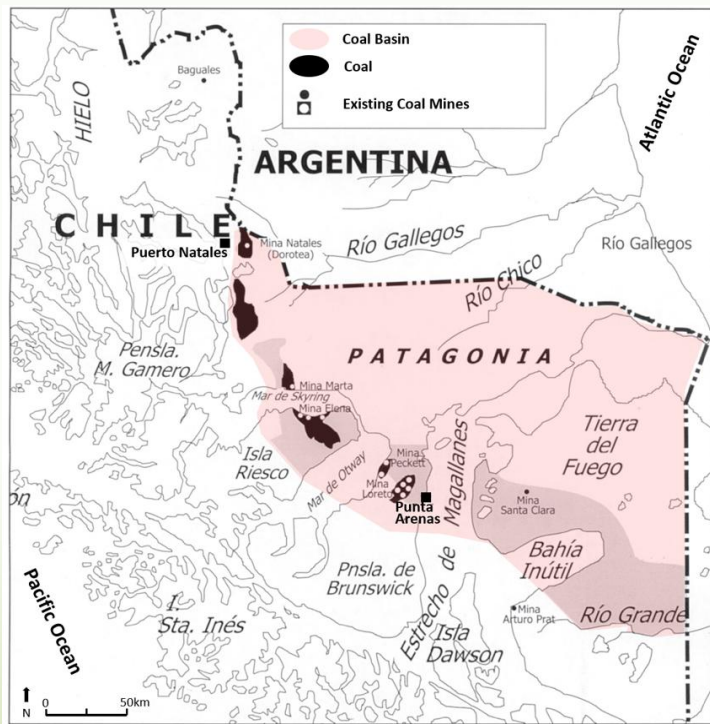 Coal Basin
Coal
Existing Coal Mines
Baguales
HIELO
Atlantic Ocean
ARGENTINA
CHILE
Puerto Natales
Mina Natales
(Dorotea)
Río Gallegos
Río Gallegos
Río Chico
PATAGONIA
Pensla.
M. Gamero
Mina Marta
Mar de Skyring
Mina Elena
Isla
Riesco
Mar de Otway
Mina
Peckett
Mina
Loreto
Punta
Arenas
Estrecho de Magallanes
Tierra
del
Fuego
Mina
Santa Clara
Bahía
Inútil
Pnsla. de
Brunswick
Mina
Arturo Prat
Río Grande
Isla
Dawson
I.
Sta. Inés
ón
Pacific Ocean
N
0
50km